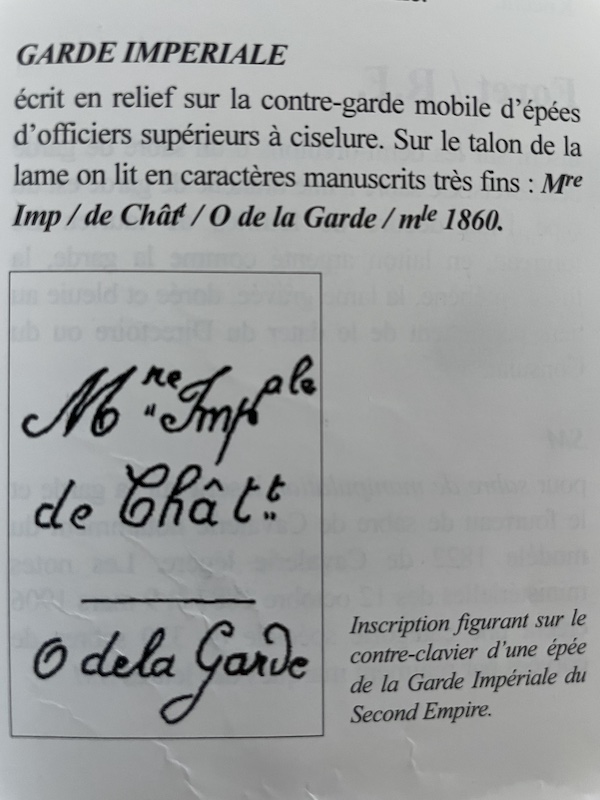 GARDE IMPERIALE
écrit en relief sur la contre-garde mobile d'épées
d'officiers supérieurs à ciselure. Sur le talon de la
lame on lit en caractères manuscrits très fins : Mre
Imp / de Chât / O de la Garde / mle 1860.
Mre Impale
de Châtt
O de la Garde
Inscription figurant sur le
contre-clavier d'une épée
de la Garde Impériale du
Second Empire.